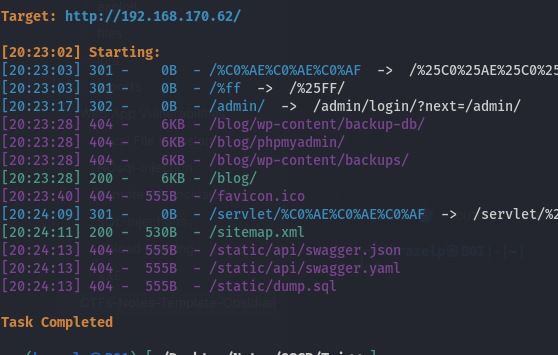 Target: http://192.168.170.62/
[20:23:02] Starting:
[20:23:03] 301 -    0B  - /%C0%AE%C0%AE%C0%AF  ->  /%25C0%25AE%25C0%25
[20:23:03] 301 -    0B  - /%ff  ->  /%25FF/
[20:23:17] 302 -    0B  - /admin/  ->  /admin/login/?next=/admin/
[20:23:28] 404 -    6KB - /blog/wp-content/backup-db/
[20:23:28] 404 -    6KB - /blog/phpmyadmin/
[20:23:28] 404 -    6KB - /blog/wp-content/backups/
[20:23:28] 200 -    6KB - /blog/
[20:23:40] 404 -  555B  - /favicon.ico
[20:24:09] 301 -    0B  - /servlet/%C0%AE%C0%AE%C0%AF  ->  /servlet/%2
[20:24:11] 200 -  530B  - /sitemap.xml
[20:24:13] 404 -  555B  - /static/api/swagger.json
[20:24:13] 404 -  555B  - /static/api/swagger.yaml
[20:24:13] 404 -  555B  - /static/dump.sql
Task Completed